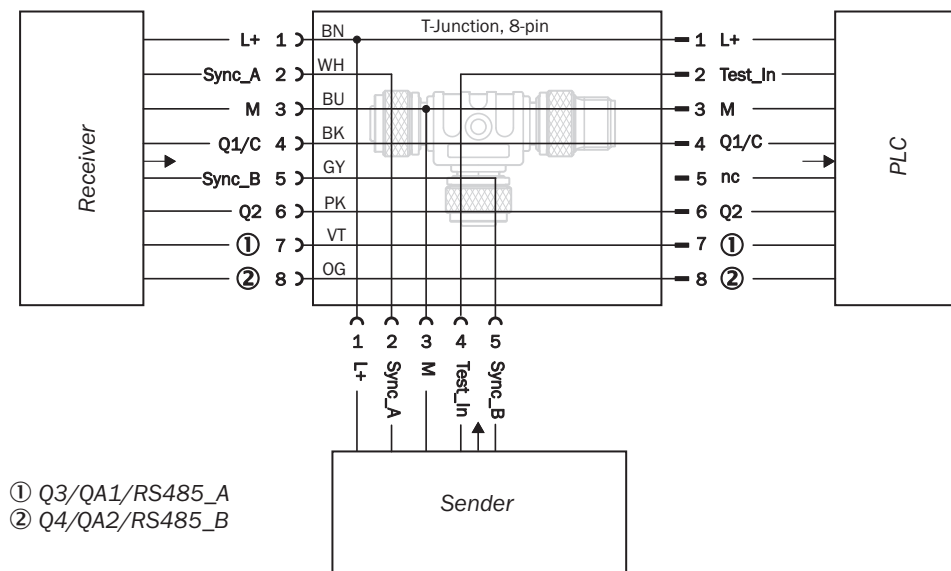 T-Junction, 8-pin
Receiver
PLC
L+ 1 BN 1 L+
Sync_A 2 WH 2 Test_In
M 3 BU 3 M
Q1/C 4 BK 4 Q1/C
Sync_B 5 GY 5 nc
Q2 6 PK 6 Q2
① 7 VT 7 ①
② 8 OG 8 ②
1 2 3 4 5
L+ Sync_A M Test_In Sync_B
Sender
① Q3/QA1/RS485_A
② Q4/QA2/RS485_B